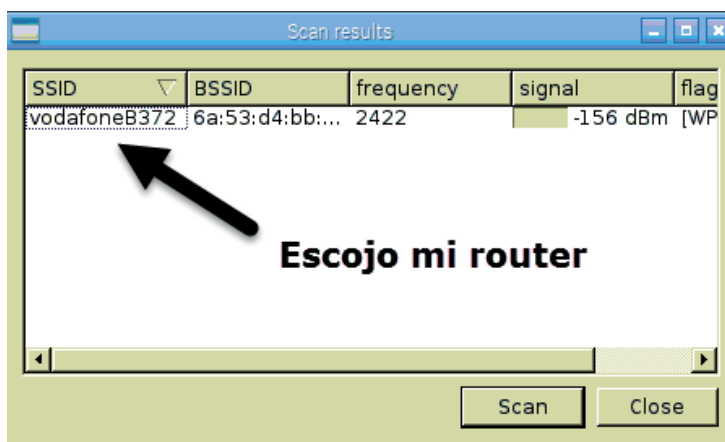 Scan results
SSID BSSID frequency signal flag
vodafoneB372 6a:53:d4:bb:... 2422 -156 dBm [WP
Escojo mi router
Scan Close